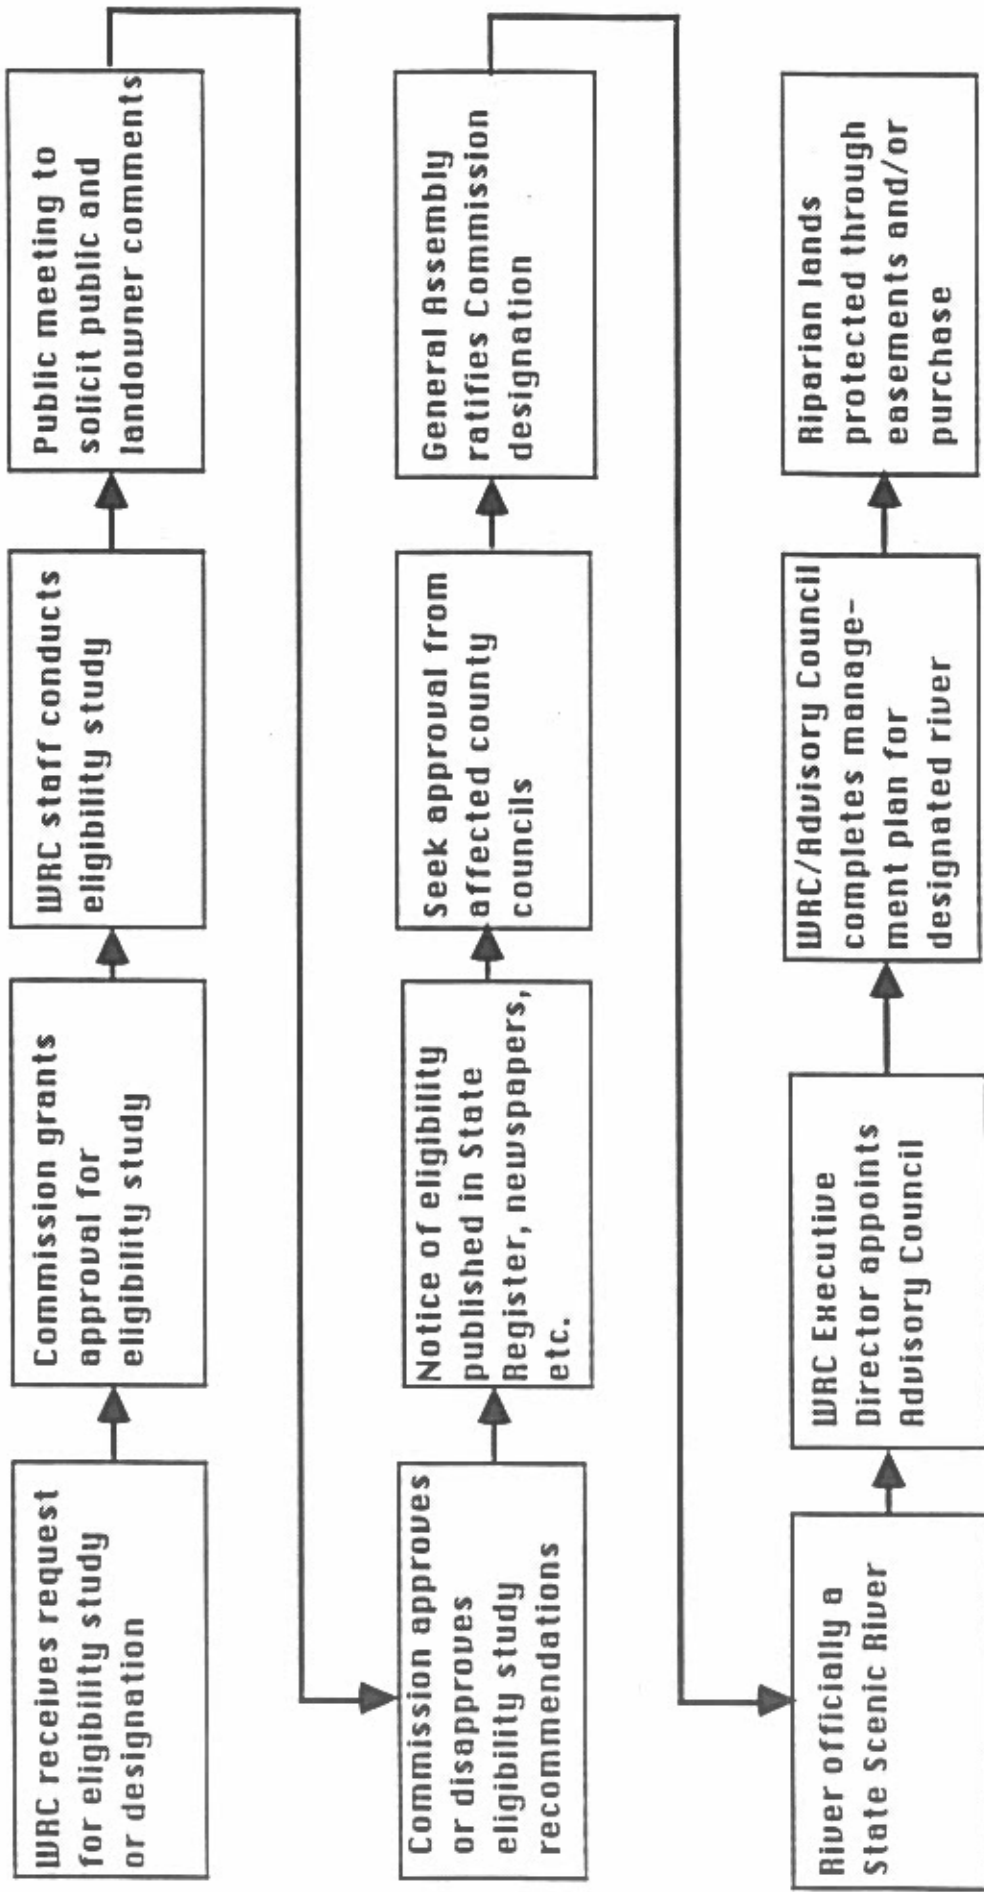 WRC receives request
for eligibility study
or designation
Commission grants
approval for
eligibility study
WRC staff conducts
eligibility study
Public meeting to
solicit public and
landowner comments
Commission approves
or disapproves
eligibility study
recommendations
Notice of eligibility
published in State
Register, newspapers,
etc.
Seek approval from
affected county
councils
General Assembly
ratifies Commission
designation
River officially a
State Scenic River
WRC Executive
Director appoints
Advisory Council
WRC/Advisory Council
completes manage-
ment plan for
designated river
Riparian lands
protected through
easements and/or
purchase